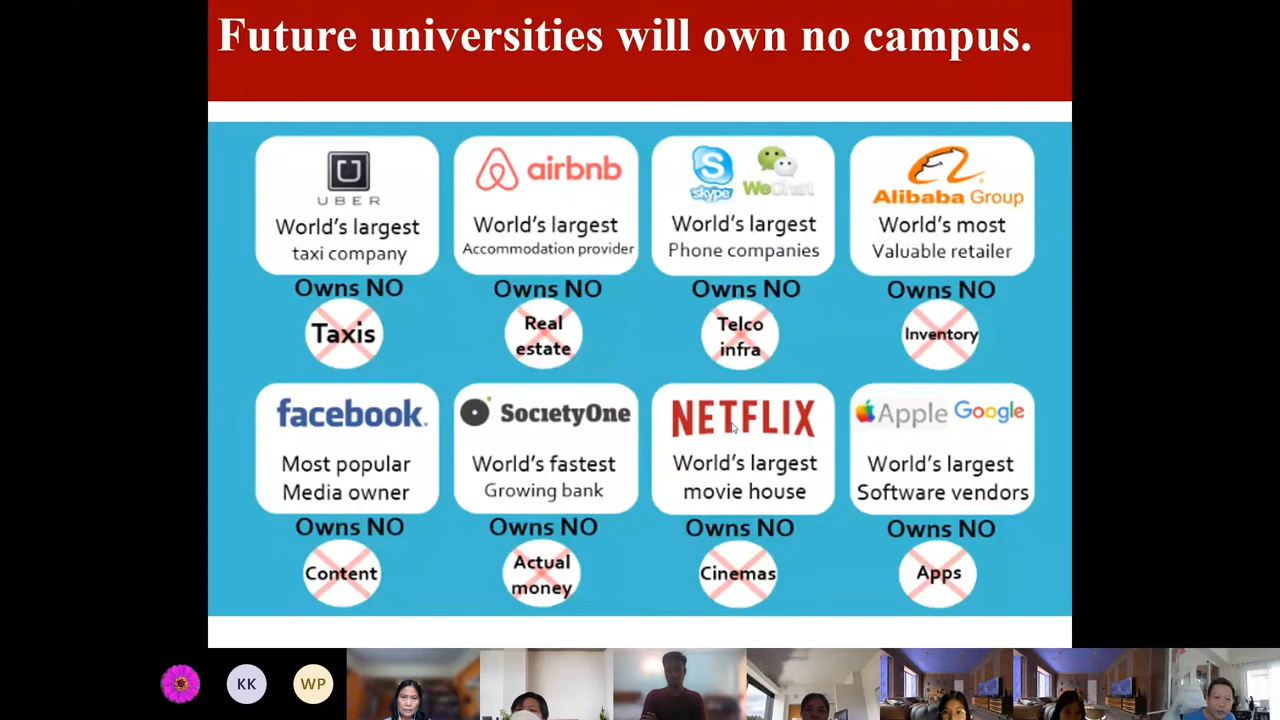 Future universities will own no campus.
UBER
World's largest
taxi company
Owns NO
Taxis
airbnb
World's largest
Accommodation provider
Owns NO
Real
estate
skype
WeChat
World's largest
Phone companies
Owns NO
Telco
infra
Alibaba Group
World's most
Valuable retailer
Owns NO
Inventory
facebook.
Most popular
Media owner
Owns NO
Content
SocietyOne
World's fastest
Growing bank
Owns NO
Actual
money
NETFLIX
World's largest
movie house
Owns NO
Cinemas
Apple Google
World's largest
Software vendors
Owns NO
Apps
KK
WP